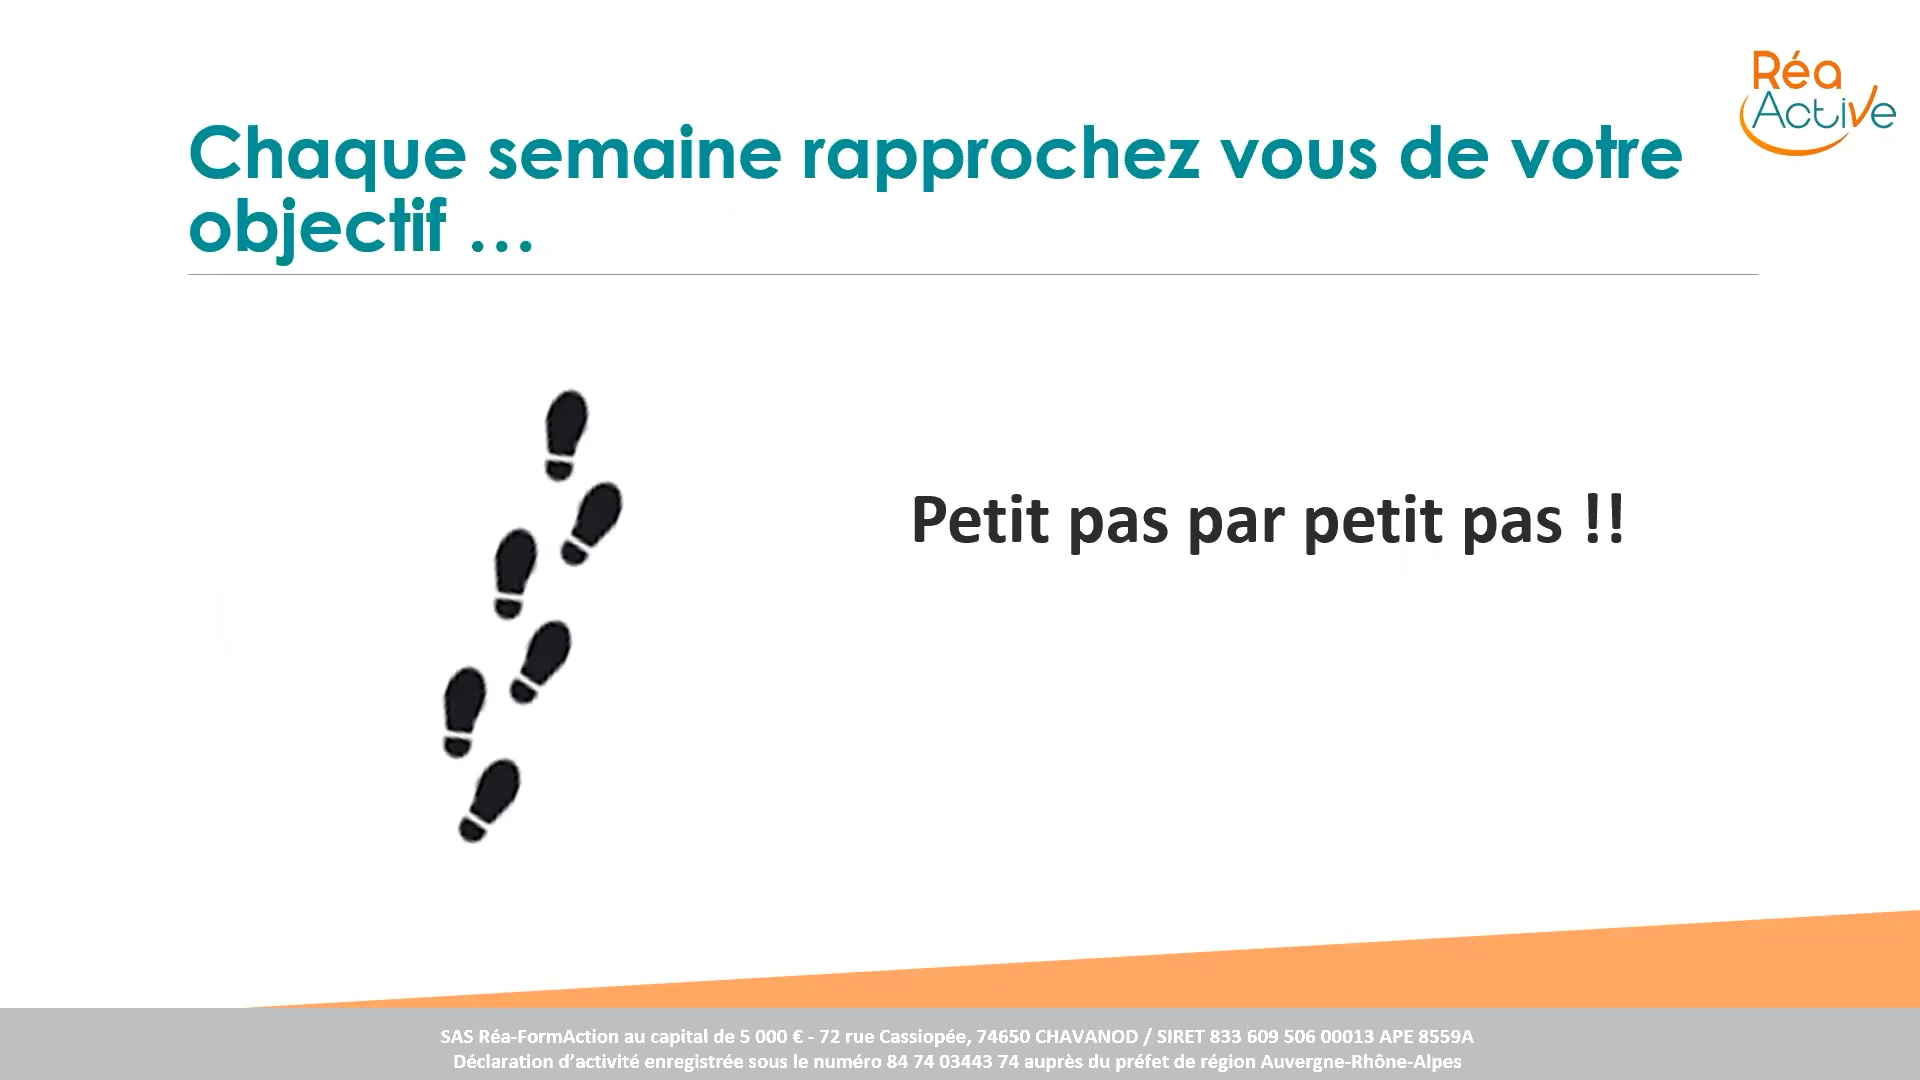 Réa
Active
Chaque semaine rapprochez vous de votre
objectif …
Petit pas par petit pas !!
SAS Réa-FormAction au capital de 5 000 € - 72 rue Cassiopée, 74650 CHAVANOD / SIRET 833 609 506 00013 APE 8559A
Déclaration d’activité enregistrée sous le numéro 84 74 03443 74 auprès du préfet de région Auvergne-Rhône-Alpes